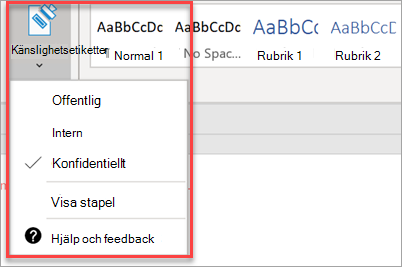 Känslighetsetiketter
AaBbCcDc AaBbCcDc AaBbCc AaBbCcD
¶ Normal 1 No Spac... Rubrik 1 Rubrik 2
Offentlig
Intern
Konfidentiellt
Visa stapel
Hjälp och feedback